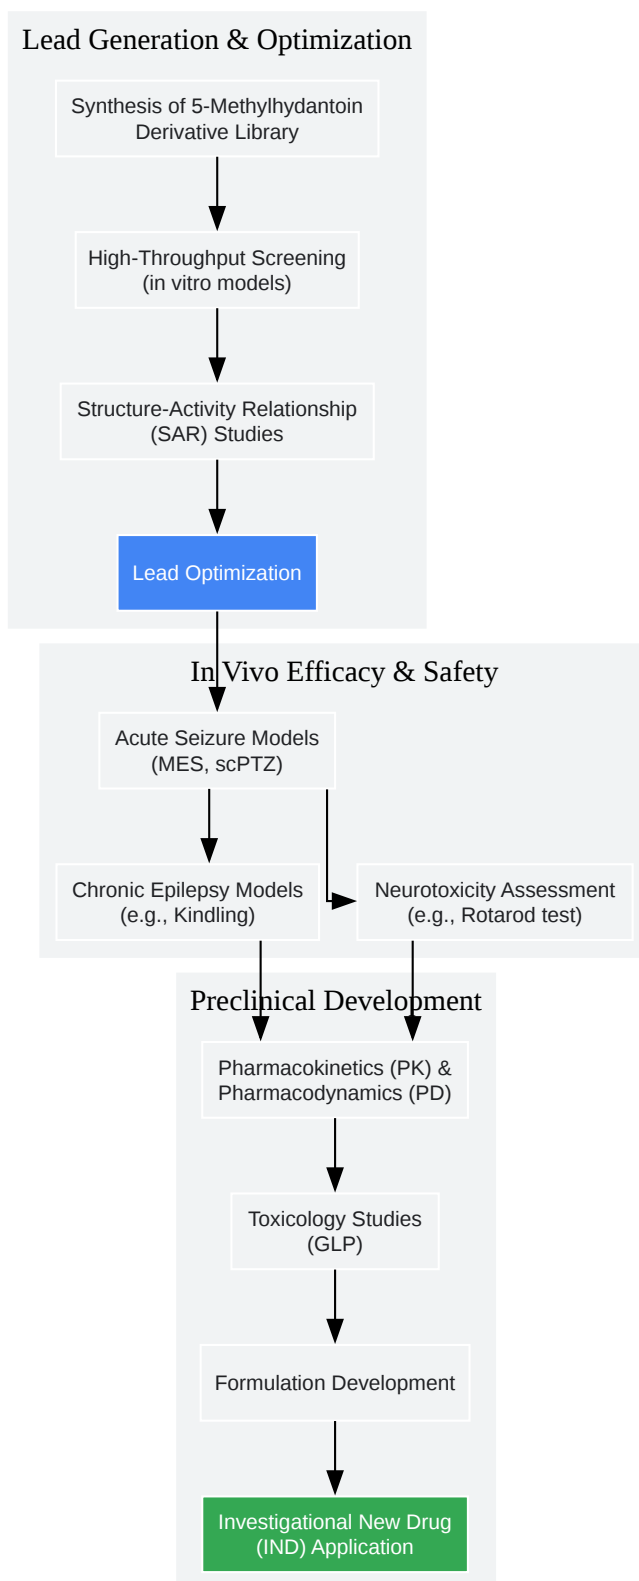 Lead Generation & Optimization
Synthesis of 5-Methylhydantoin
Derivative Library
High-Throughput Screening
(in vitro models)
Structure-Activity Relationship
(SAR) Studies
Lead Optimization
In Vivo Efficacy & Safety
Acute Seizure Models
(MES, scPTZ)
Chronic Epilepsy Models
(e.g., Kindling)
Neurotoxicity Assessment
(e.g., Rotarod test)
Preclinical Development
Pharmacokinetics (PK) &
Pharmacodynamics (PD)
Toxicology Studies
(GLP)
Formulation Development
Investigational New Drug
(IND) Application